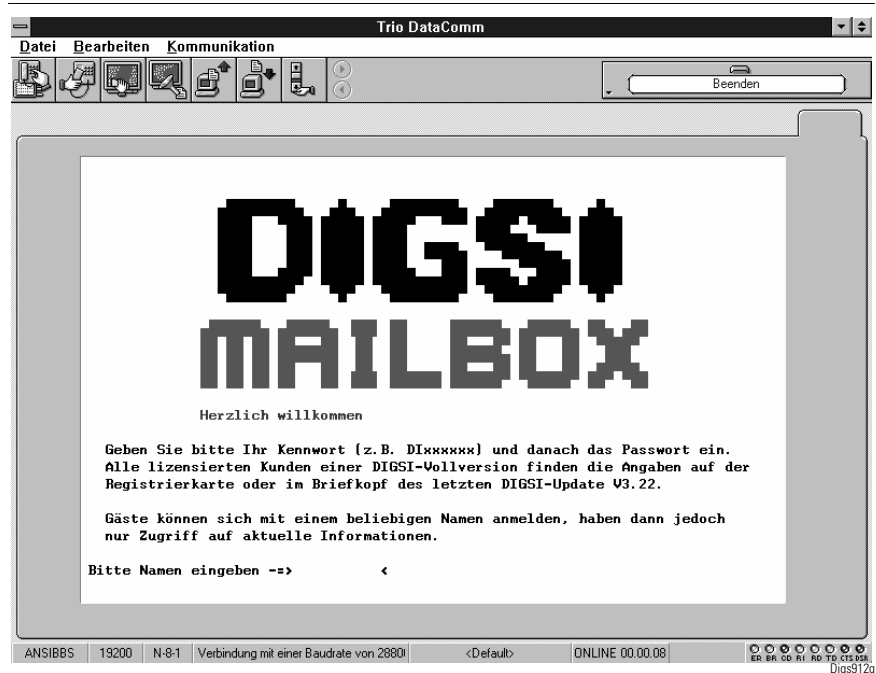 Trio DataComm
Datei Bearbeiten Kommunikation
Beenden
DIGSI
MAILBOX
Herzlich willkommen
Geben Sie bitte Ihr Kennwort (z.B. DIxxxxxx) und danach das Passwort ein.
Alle lizensierten Kunden einer DIGSI-Vollversion finden die Angaben auf der
Registrierkarte oder im Briefkopf des letzten DIGSI-Update V3.22.
Gäste können sich mit einem beliebigen Namen anmelden, haben dann jedoch
nur Zugriff auf aktuelle Informationen.
Bitte Namen eingeben -=> <
ANSIBBS 19200 N-8-1 Verbindung mit einer Baudrate von 2880 <Default> ONLINE 00.00.08
ER BR CD RI RD TD CTS DSR
Digs912g